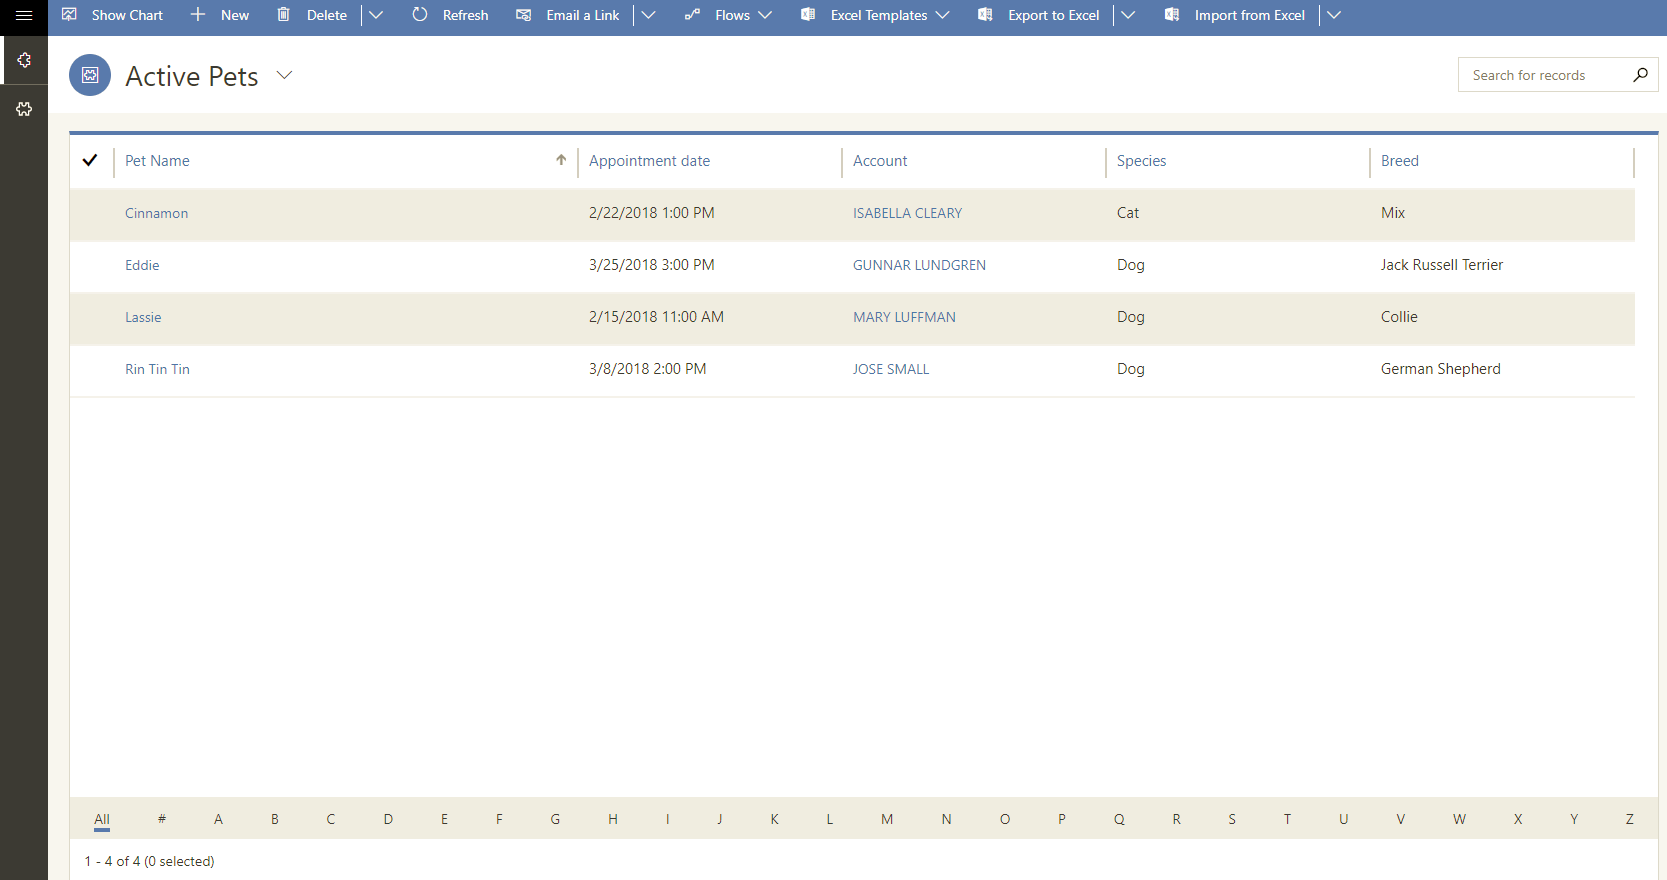 Show Chart New Delete Refresh Email a Link Flows Excel Templates Export to Excel Import from Excel
Active Pets
Search for records
Pet Name Appointment date Account Species Breed
Cinnamon 2/22/2018 1:00 PM ISABELLA CLEARY Cat Mix
Eddie 3/25/2018 3:00 PM GUNNAR LUNDGREN Dog Jack Russell Terrier
Lassie 2/15/2018 11:00 AM MARY LUFFMAN Dog Collie
Rin Tin Tin 3/8/2018 2:00 PM JOSE SMALL Dog German Shepherd
All # A B C D E F G H I J K L M N O P Q R S T U V W X Y Z
1 - 4 of 4 (0 selected)